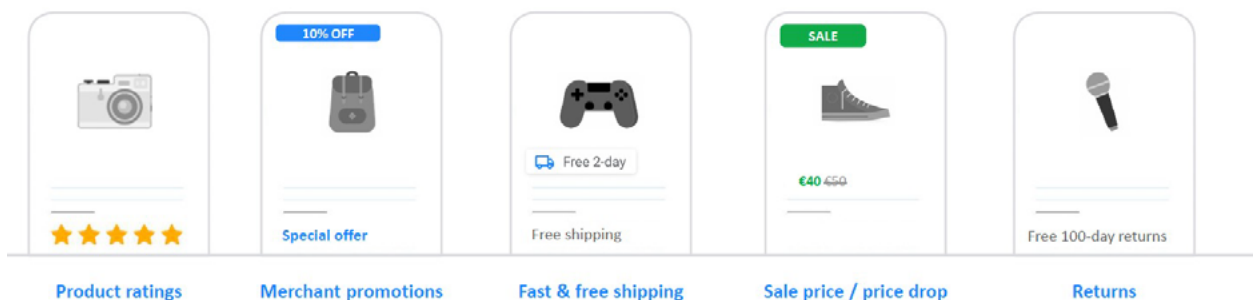 10% OFF
SALE
Free 2-day
€40 €50
Special offer
Free shipping
Free 100-day returns
Product ratings
Merchant promotions
Fast & free shipping
Sale price / price drop
Returns